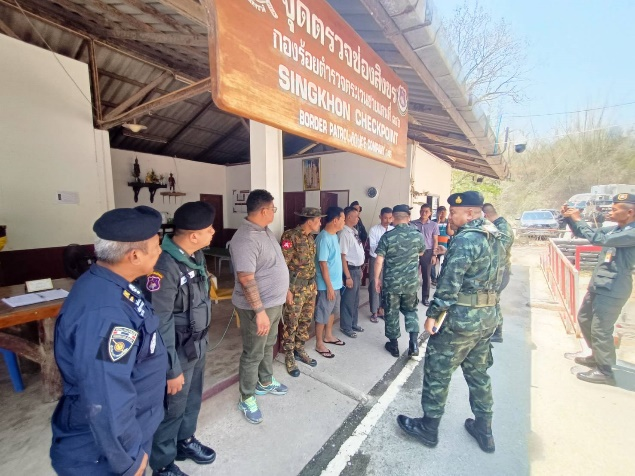 จุดตรวจช่องสิงขร
กองร้อยตำรวจตระเวนชายแดนที่
SINGKHON CHECKPOINT
BORDER PATROL POLICE COMPANY